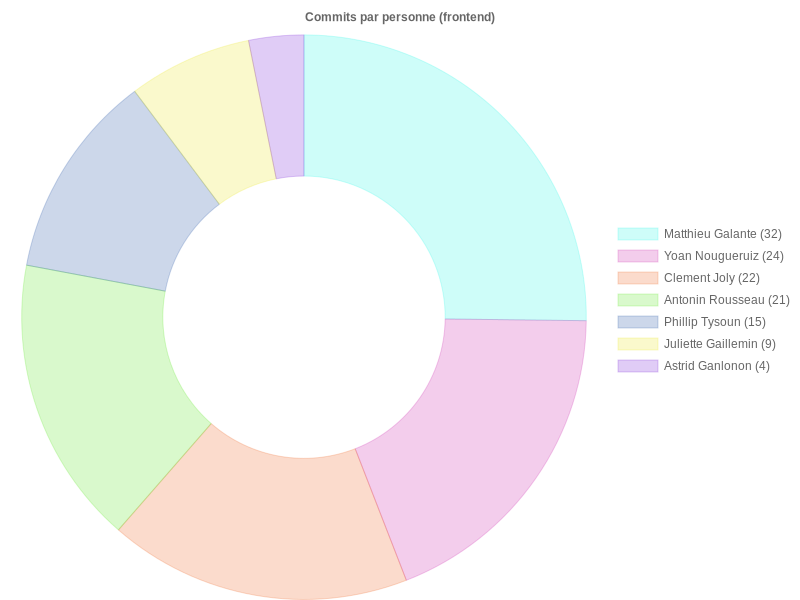 Commits par personne (frontend)
Matthieu Galante (32)
Yoan Nougueruiz (24)
Clement Joly (22)
Antonin Rousseau (21)
Phillip Tysoun (15)
Juliette Gaillemin (9)
Astrid Ganlonon (4)